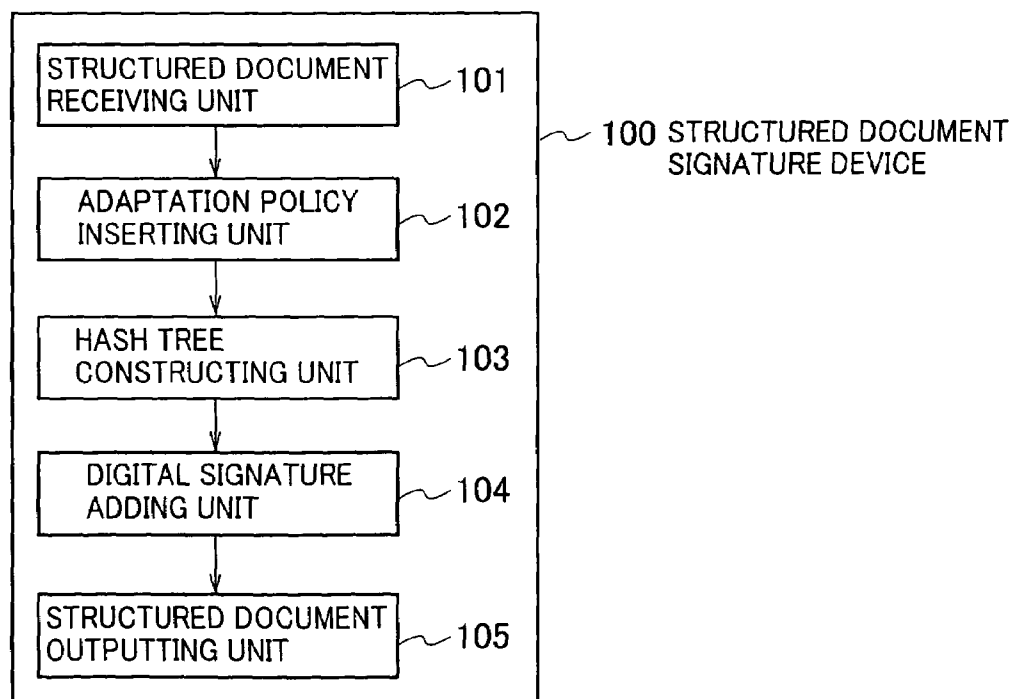 STRUCTURED DOCUMENT
RECEIVING UNIT
101
100 STRUCTURED DOCUMENT
SIGNATURE DEVICE
ADAPTATION POLICY
INSERTING UNIT
102
HASH TREE
CONSTRUCTING UNIT
103
DIGITAL SIGNATURE
ADDING UNIT
104
STRUCTURED DOCUMENT
OUTPUTTING UNIT
105